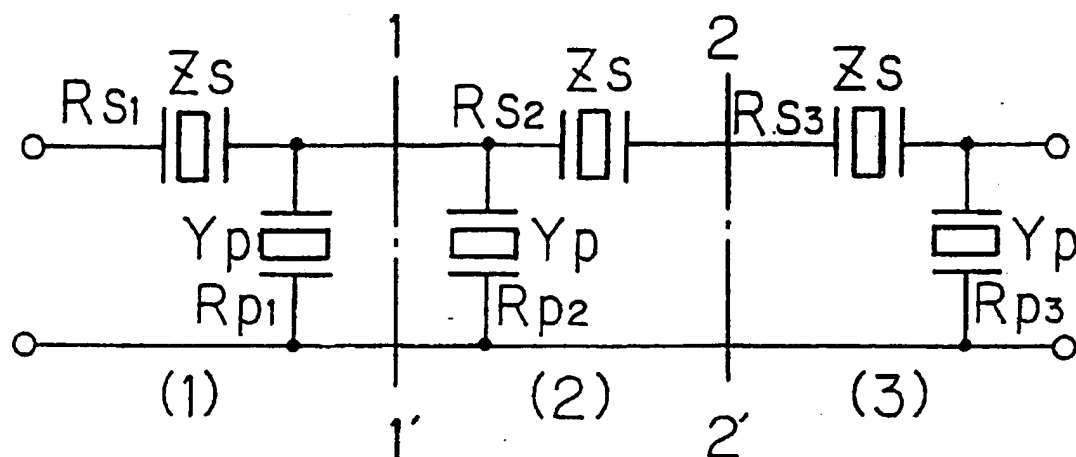 1 2
Zs Zs Zs
Rs1 Rs2 Rs3
Yp Yp Yp
Rp1 Rp2 Rp3
(1) (2) (3)
1′ 2′